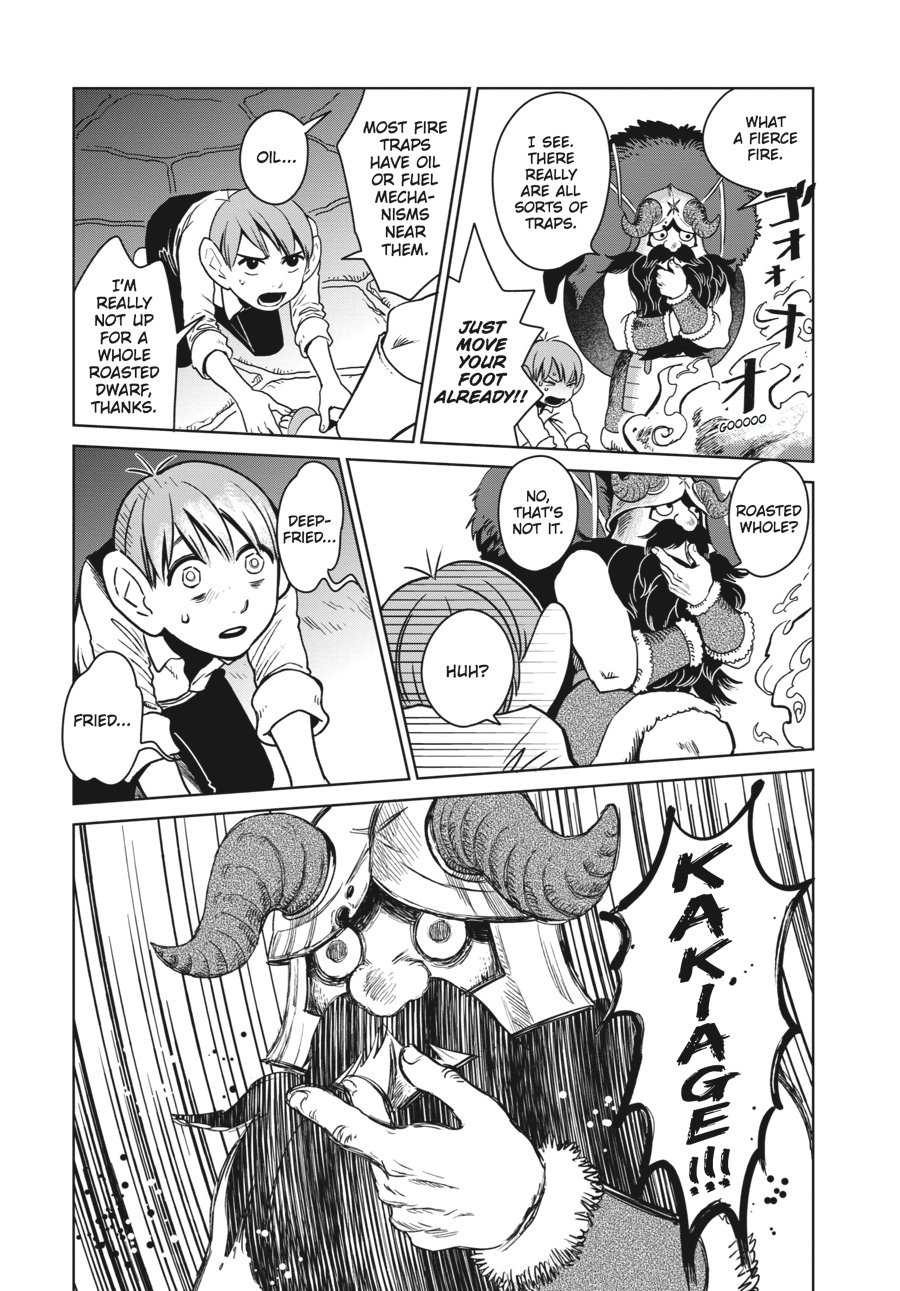 WHAT
A FIERCE
FIRE.
ゴォォオオ
GOOOOO
I SEE.
THERE
REALLY
ARE ALL
SORTS OF
TRAPS.
JUST
MOVE
YOUR
FOOT
ALREADY!!
MOST FIRE
TRAPS
HAVE OIL
OR FUEL
MECHA-
NISMS
NEAR
THEM.
OIL...
I'M
REALLY
NOT UP
FOR A
WHOLE
ROASTED
DWARF,
THANKS.
ROASTED
WHOLE?
NO,
THAT'S
NOT IT.
HUH?
DEEP-
FRIED...
FRIED...
KAKIAGE!!!